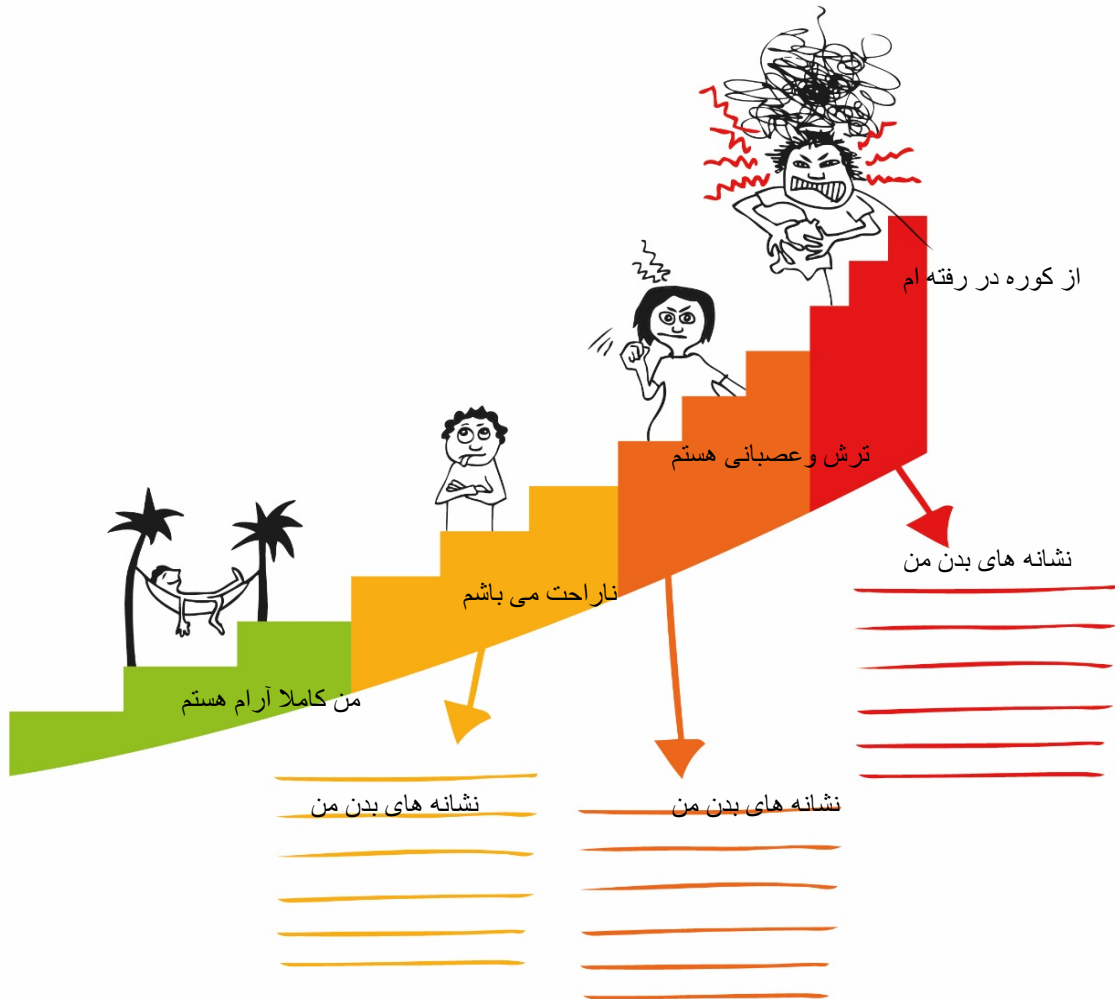 از کوره در رفته ام
ترش وعصبانی هستم
ناراحت می باشم
من کاملا آرام هستم
نشانه های بدن من
نشانه های بدن من
نشانه های بدن من